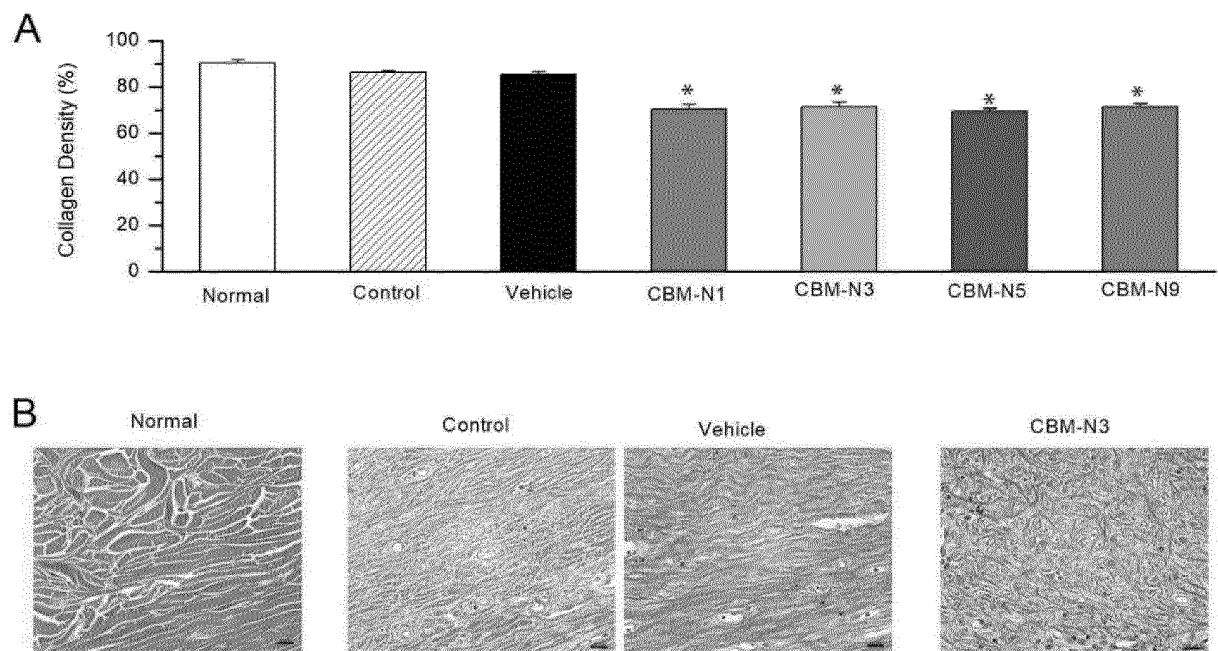 A
Collagen Density (%)
100
80
60
40
20
0
* * * *
Normal Control Vehicle CBM-N1 CBM-N3 CBM-N5 CBM-N9
B
Normal Control Vehicle CBM-N3